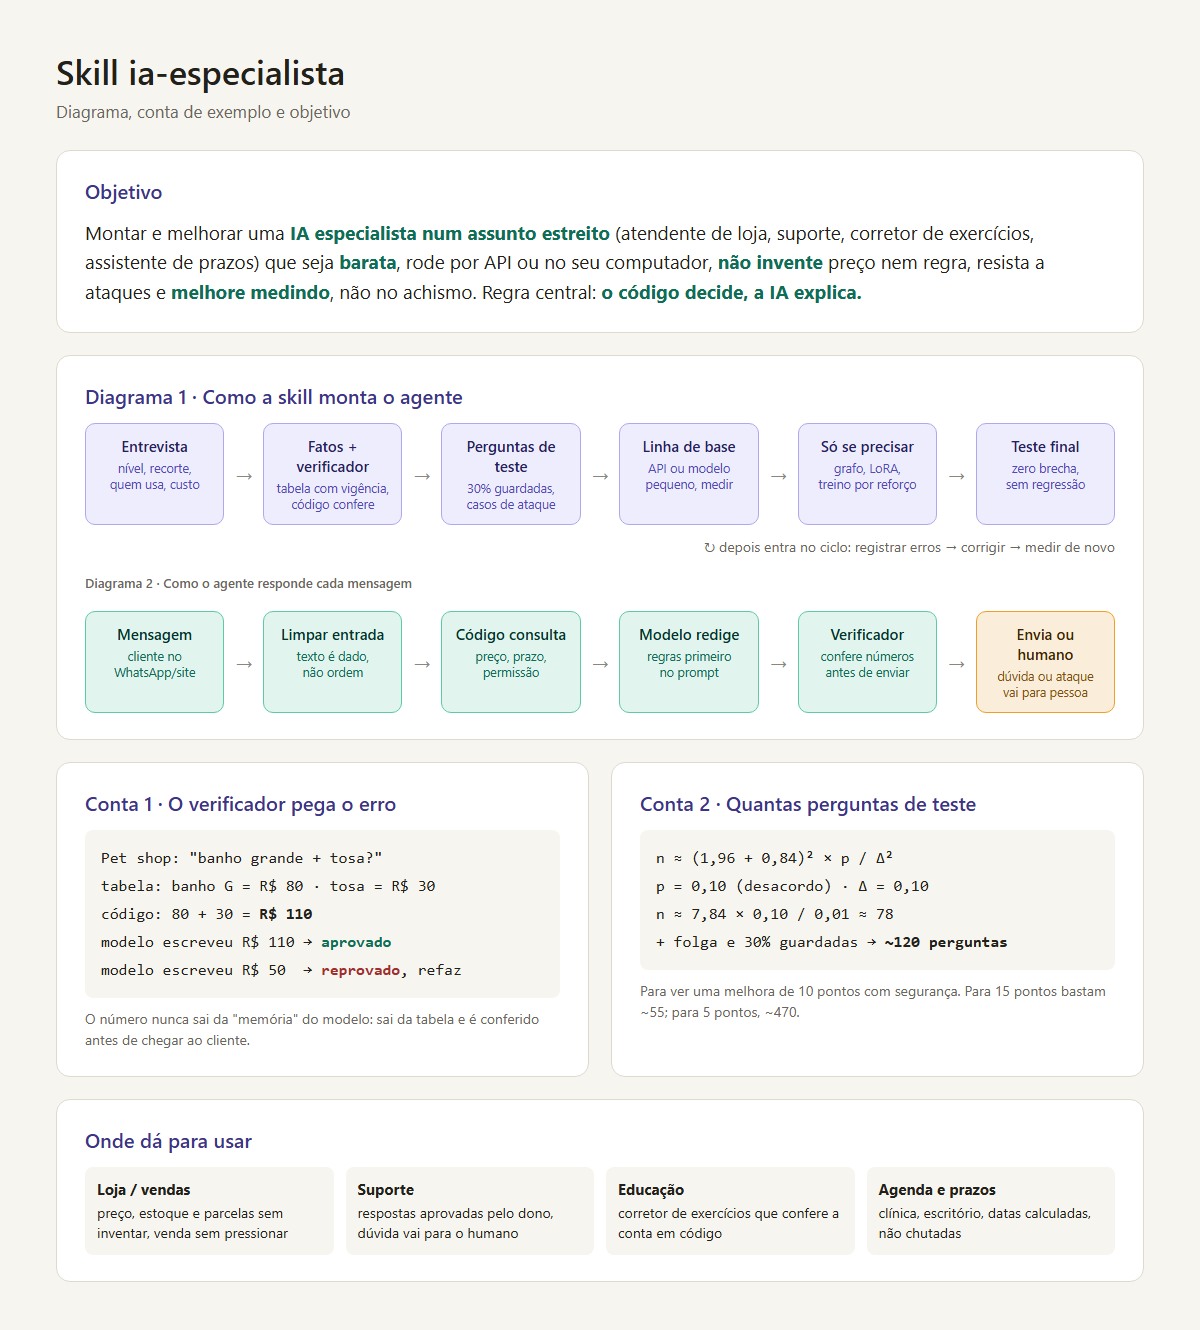 Skill ia-especialista
Diagrama, conta de exemplo e objetivo
Objetivo
Montar e melhorar uma IA especialista num assunto estreito (atendente de loja, suporte, corretor de exercícios,
assistente de prazos) que seja barata, rode por API ou no seu computador, não invente preço nem regra, resista a
ataques e melhore medindo, não no achismo. Regra central: o código decide, a IA explica.
Diagrama 1 · Como a skill monta o agente
Entrevista
nível, recorte,
quem usa, custo
→
Fatos +
verificador
tabela com vigência,
código confere
→
Perguntas de
teste
30% guardadas,
casos de ataque
→
Linha de base
API ou modelo
pequeno, medir
→
Só se precisar
grafo, LoRA,
treino por reforço
→
Teste final
zero brecha,
sem regressão
↻ depois entra no ciclo: registrar erros → corrigir → medir de novo
Diagrama 2 · Como o agente responde cada mensagem
Mensagem
cliente no
WhatsApp/site
→
Limpar entrada
texto é dado,
não ordem
→
Código consulta
preço, prazo,
permissão
→
Modelo redige
regras primeiro
no prompt
→
Verificador
confere números
antes de enviar
→
Envia ou
humano
dúvida ou ataque
vai para pessoa
Conta 1 · O verificador pega o erro
Pet shop: "banho grande + tosa?"
tabela: banho G = R$ 80 · tosa = R$ 30
código: 80 + 30 = R$ 110
modelo escreveu R$ 110 → aprovado
modelo escreveu R$ 50 → reprovado, refaz
O número nunca sai da "memória" do modelo: sai da tabela e é conferido
antes de chegar ao cliente.
Conta 2 · Quantas perguntas de teste
n ≈ (1,96 + 0,84)² × p / Δ²
p = 0,10 (desacordo) · Δ = 0,10
n ≈ 7,84 × 0,10 / 0,01 ≈ 78
+ folga e 30% guardadas → ~120 perguntas
Para ver uma melhora de 10 pontos com segurança. Para 15 pontos bastam
~55; para 5 pontos, ~470.
Onde dá para usar
Loja / vendas
preço, estoque e parcelas sem
inventar, venda sem pressionar
Suporte
respostas aprovadas pelo dono,
dúvida vai para o humano
Educação
corretor de exercícios que confere a
conta em código
Agenda e prazos
clínica, escritório, datas calculadas,
não chutadas